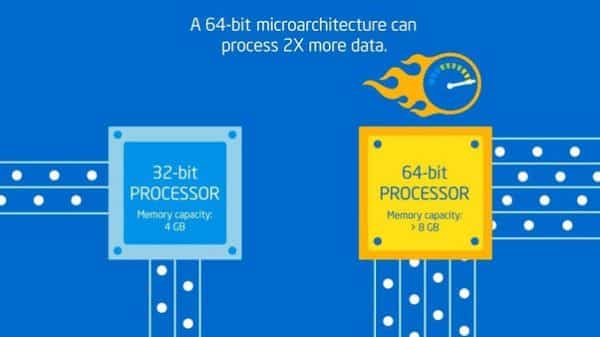 A 64-bit microarchitecture can
process 2X more data.
32-bit
PROCESSOR
Memory capacity:
4 GB
64-bit
PROCESSOR
Memory capacity:
> 8 GB